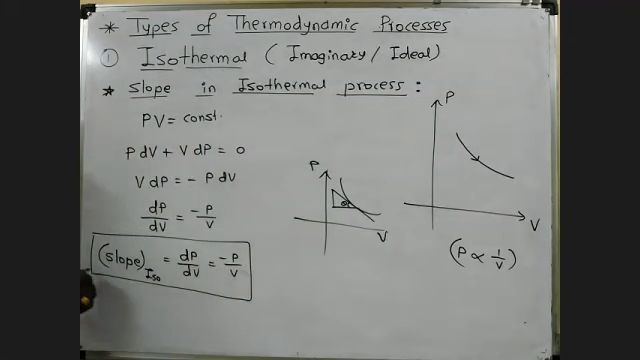 * Types of Thermodynamic Processes
① Isothermal ( Imaginary / Ideal )
* Slope in Isothermal process :
PV = const.
P dV + V dP = 0
V dP = - P dV
dP/dV = -P/V
(slope)Iso = dP/dV = -P/V
P
V
θ
P
V
(P ∝ 1/V)